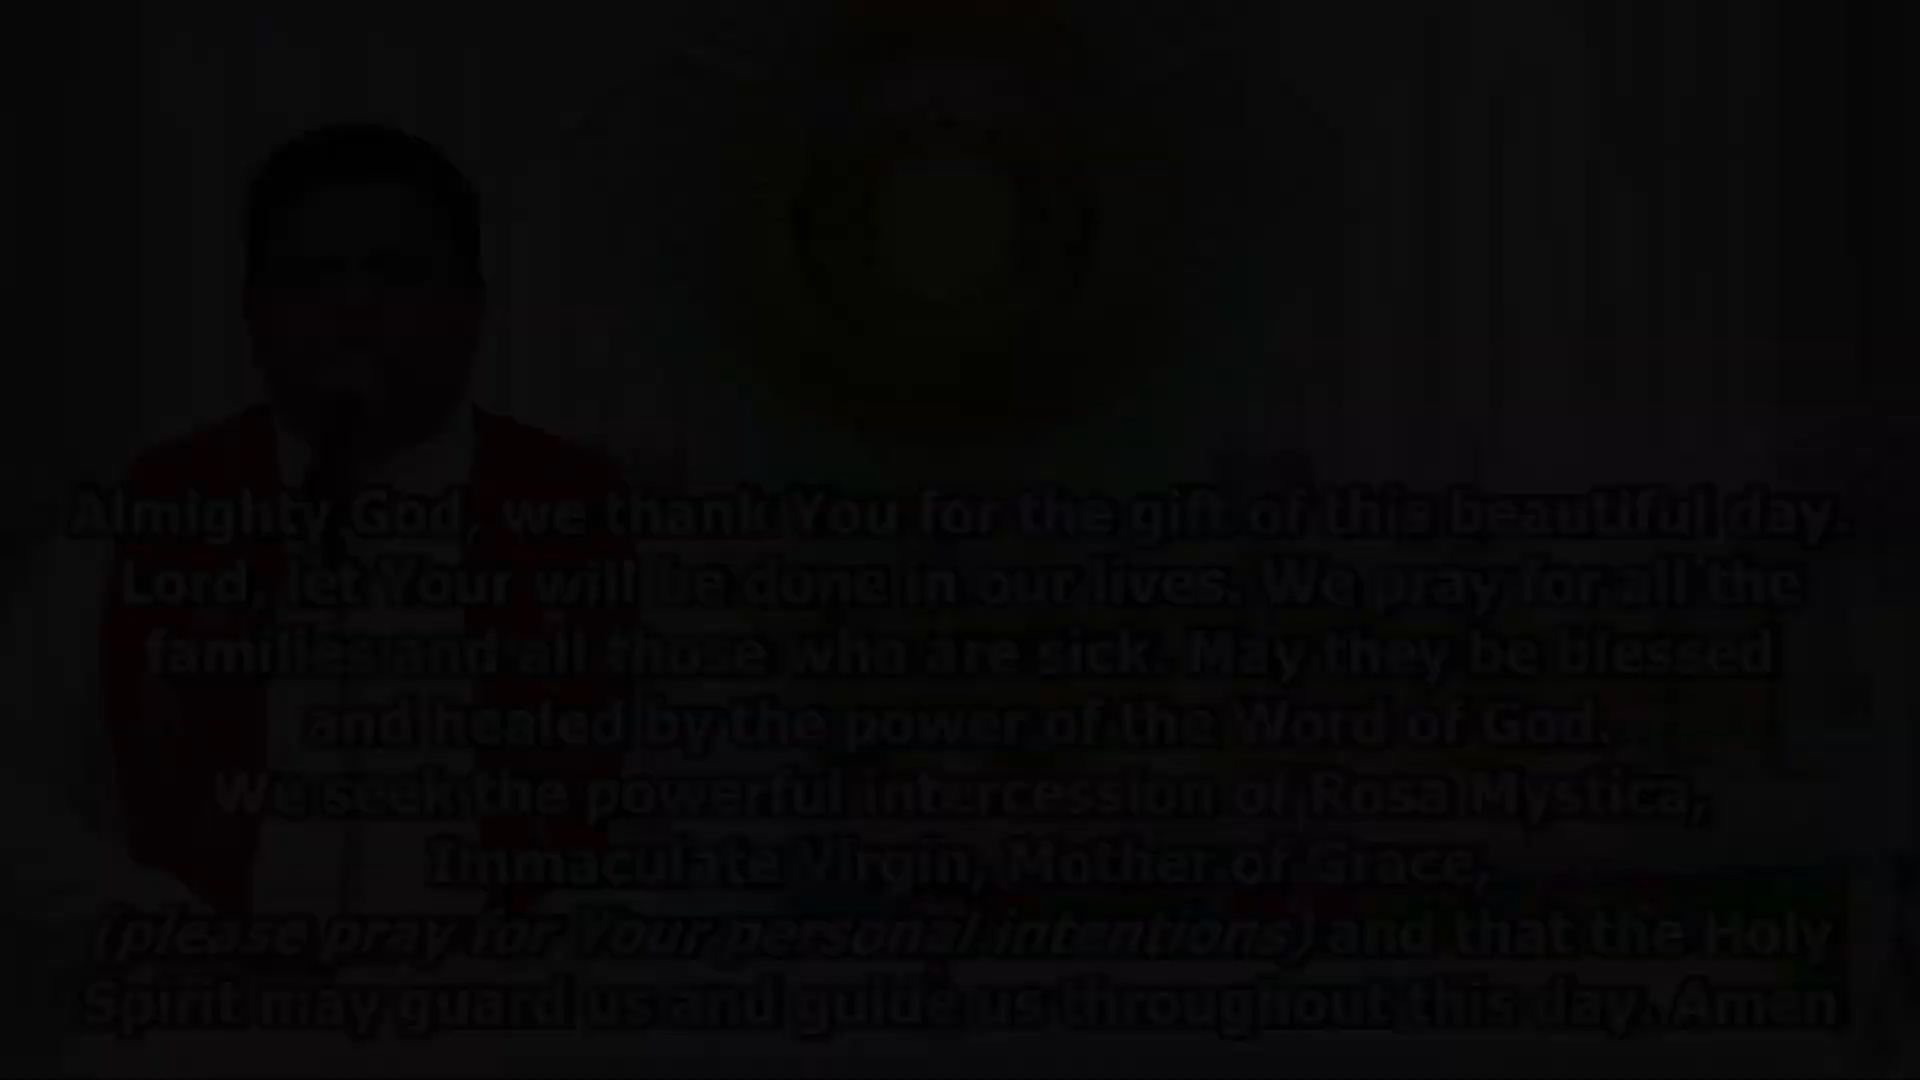 Almighty God, we thank You for the gift of this beautiful day.
Lord, let Your will be done in our lives. We pray for all the
families and all those who are sick. May they be blessed
and healed by the power of the Word of God.
We seek the powerful intercession of Rosa Mystica,
Immaculate Virgin, Mother of Grace,
(please pray for Your personal intentions) and that the Holy
Spirit may guard us and guide us throughout this day. Amen